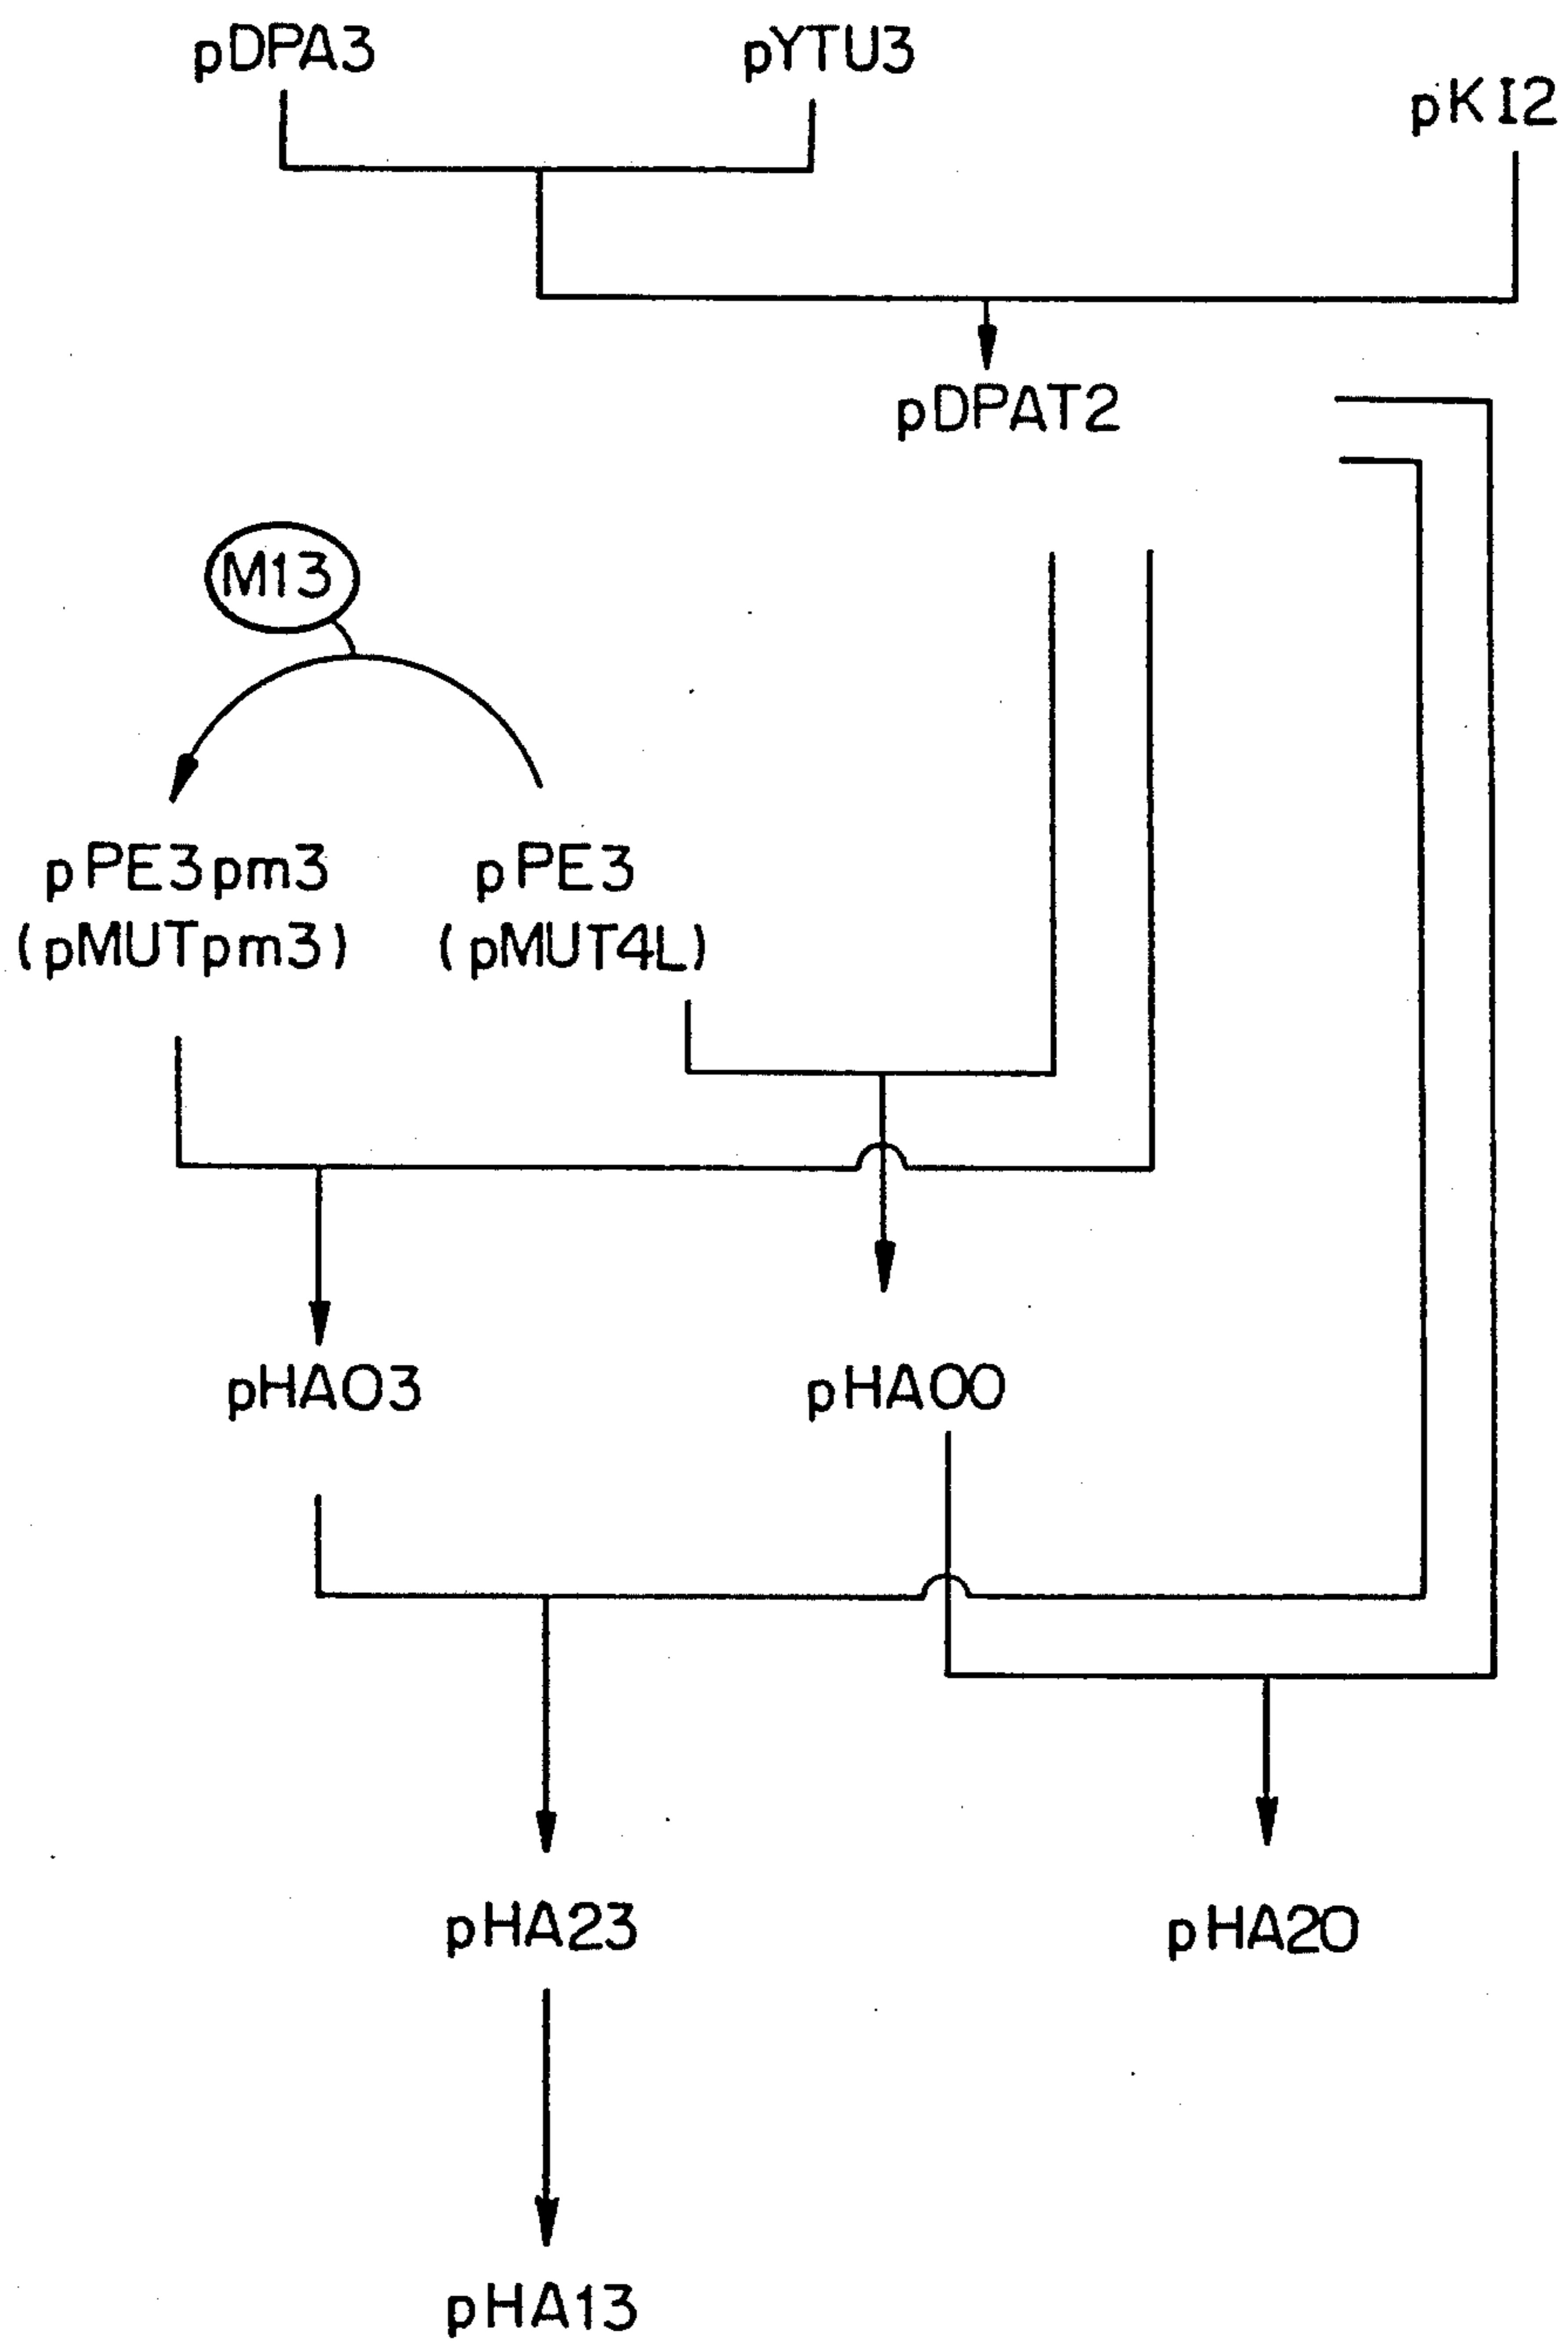 pDPA3
pYTU3
pKI2
pDPAT2
M13
pPE3pm3
(pMUTpm3)
pPE3
(pMUT4L)
pHA03
pHA00
pHA23
pHA20
pHA13